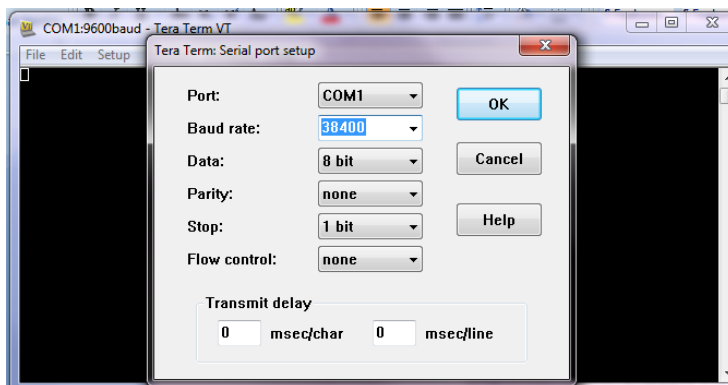 COM1:9600baud - Tera Term VT
File Edit Setup
Tera Term: Serial port setup
Port: COM1 OK
Baud rate: 38400
Data: 8 bit Cancel
Parity: none
Stop: 1 bit Help
Flow control: none
Transmit delay
0 msec/char 0 msec/line